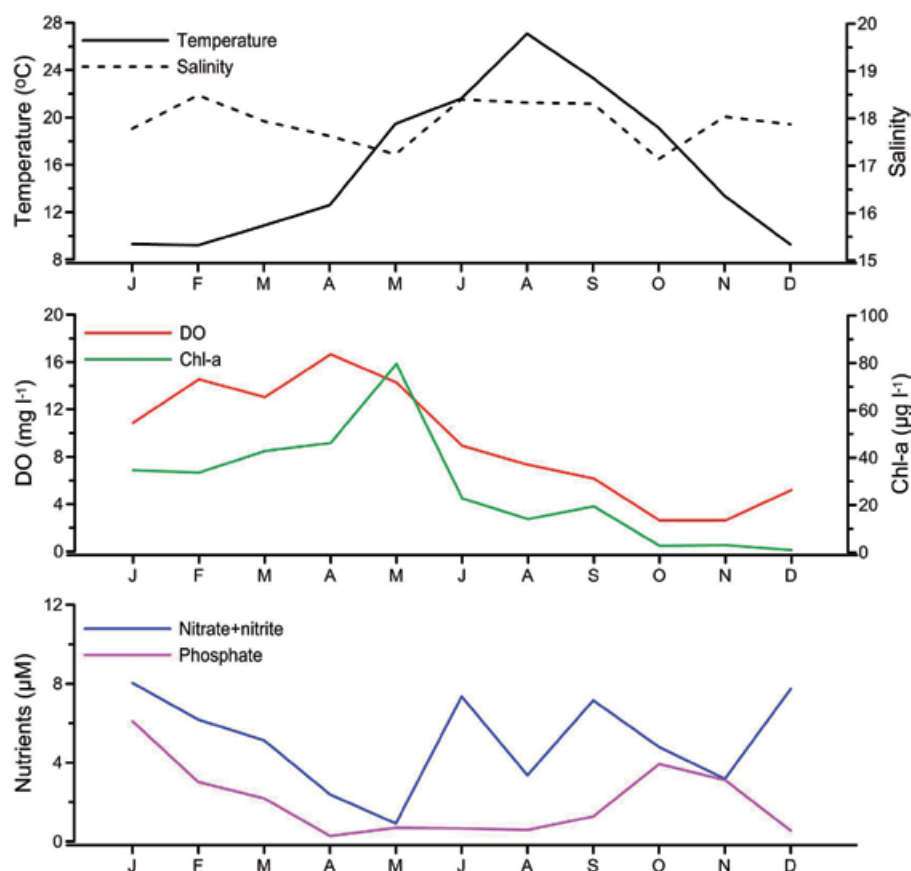 28
24
20
16
12
8
Temperature (ºC)
Temperature
Salinity
20
19
18
17
16
15
Salinity
J F M A M J A S O N D
20
16
12
8
4
0
DO (mg l-1)
DO
Chl-a
100
80
60
40
20
0
Chl-a (µg l-1)
J F M A M J A S O N D
12
8
4
0
Nutrients (µM)
Nitrate+nitrite
Phosphate
J F M A M J A S O N D